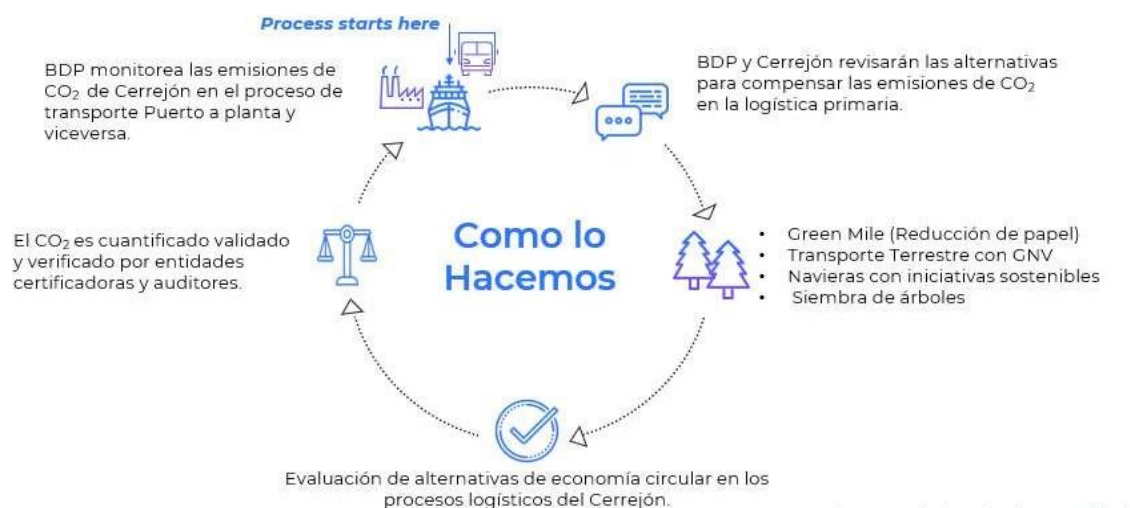 Process starts here
BDP monitorea las emisiones de
CO₂ de Cerrejón en el proceso de
transporte Puerto a planta y
viceversa.
BDP y Cerrejón revisarán las alternativas
para compensar las emisiones de CO₂
en la logística primaria.
• Green Mile (Reducción de papel)
• Transporte Terrestre con GNV
• Navieras con iniciativas sostenibles
• Siembra de árboles
Evaluación de alternativas de economía circular en los
procesos logísticos del Cerrejón.
El CO₂ es cuantificado validado
y verificado por entidades
certificadoras y auditores.
Como lo
Hacemos